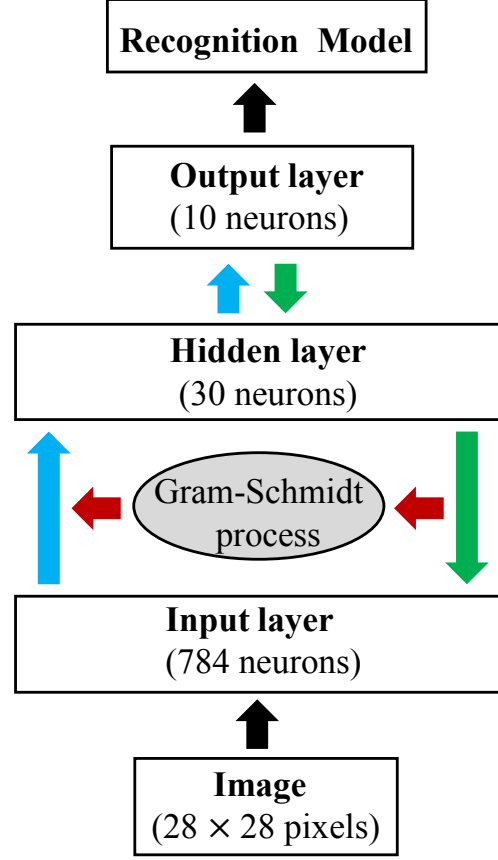 Recognition Model
Output layer
(10 neurons)
Hidden layer
(30 neurons)
Gram-Schmidt
process
Input layer
(784 neurons)
Image
(28 × 28 pixels)